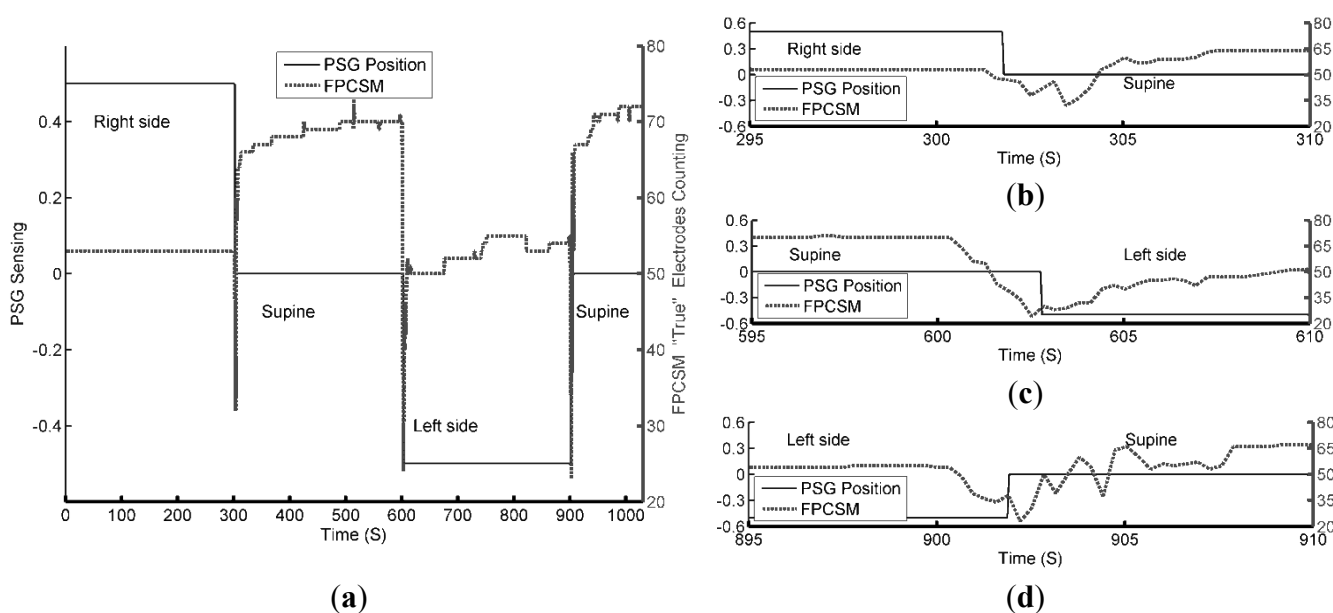 PSG Sensing
0.4
0.2
0
-0.2
-0.4
80
70
60
50
40
30
20
FPCSM "True" Electrodes Counting
PSG Position
FPCSM
Right side
Supine
Left side
Supine
0 100 200 300 400 500 600 700 800 900 1000
Time (S)
(a)
0.6
0.3
0
-0.3
-0.6
80
65
50
35
20
Right side
PSG Position
FPCSM
Supine
295 300 305 310
Time (S)
(b)
0.6
0.3
0
-0.3
-0.6
80
65
50
35
20
Supine
Left side
PSG Position
FPCSM
595 600 605 610
Time (S)
(c)
0.6
0.3
0
-0.3
-0.6
80
65
50
35
20
Left side
Supine
PSG Position
FPCSM
895 900 905 910
Time (S)
(d)